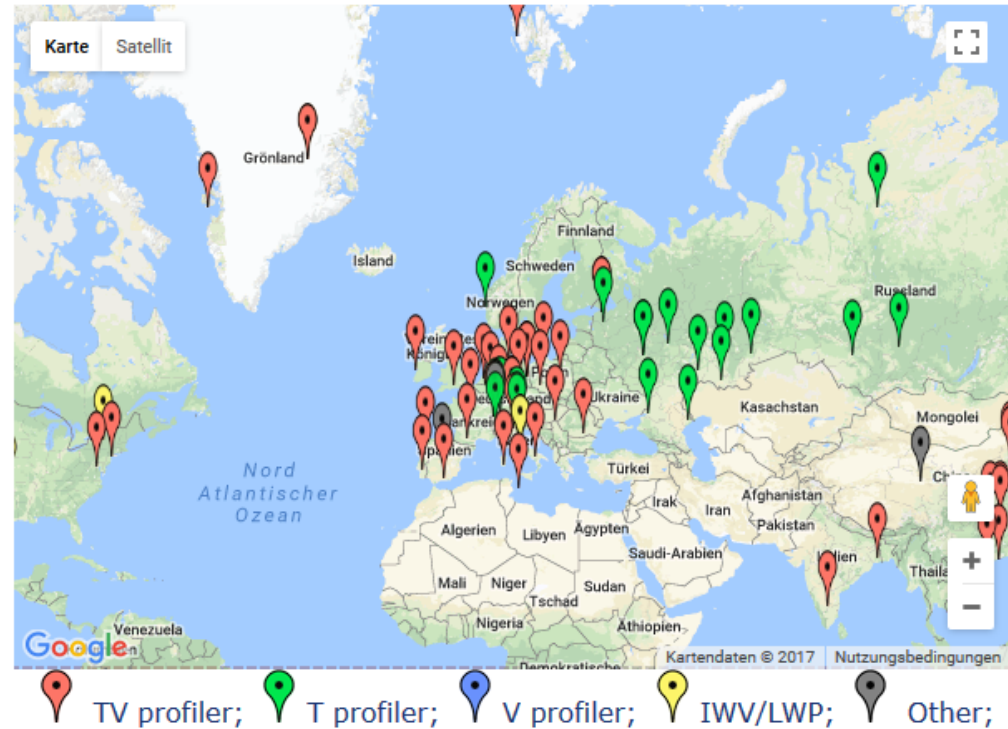 Karte Satellit
Grönland
Finnland
Island
Schweden
Norwegen
Russland
Ukraine
Kasachstan
Mongolei
Nord
Atlantischer
Ozean
Türkei
Afghanistan
Irak
Iran
Pakistan
Algerien
Libyen
Ägypten
Saudi-Arabien
Mali
Niger
Sudan
Tschad
Nigeria
Äthiopien
Venezuela
Google
Demokratische
Kartendaten © 2017 Nutzungsbedingungen
TV profiler; T profiler; V profiler; IWV/LWP; Other;